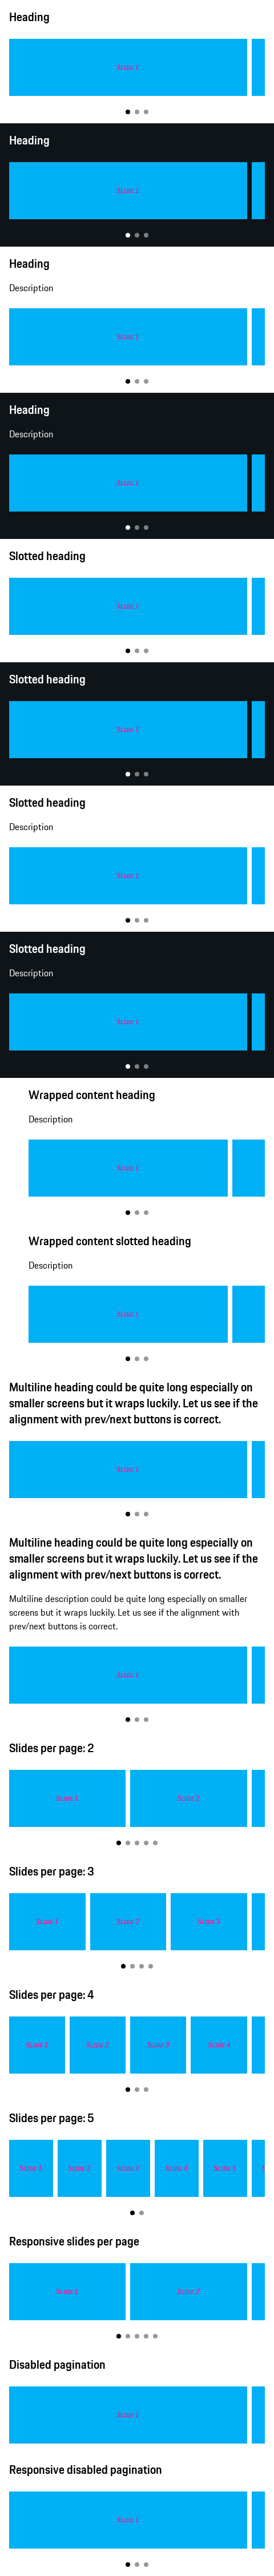 Heading
Slide 1
Heading
Slide 1
Heading
Description
Slide 1
Heading
Description
Slide 1
Slotted heading
Slide 1
Slotted heading
Slide 1
Slotted heading
Description
Slide 1
Slotted heading
Description
Slide 1
Wrapped content heading
Description
Slide 1
Wrapped content slotted heading
Description
Slide 1
Multiline heading could be quite long especially on
smaller screens but it wraps luckily. Let us see if the
alignment with prev/next buttons is correct.
Slide 1
Multiline heading could be quite long especially on
smaller screens but it wraps luckily. Let us see if the
alignment with prev/next buttons is correct.
Multiline description could be quite long especially on smaller
screens but it wraps luckily. Let us see if the alignment with
prev/next buttons is correct.
Slide 1
Slides per page: 2
Slide 1 Slide 2
Slides per page: 3
Slide 1 Slide 2 Slide 3
Slides per page: 4
Slide 1 Slide 2 Slide 3 Slide 4
Slides per page: 5
Slide 1 Slide 2 Slide 3 Slide 4 Slide 5
Responsive slides per page
Slide 1 Slide 2
Disabled pagination
Slide 1
Responsive disabled pagination
Slide 1